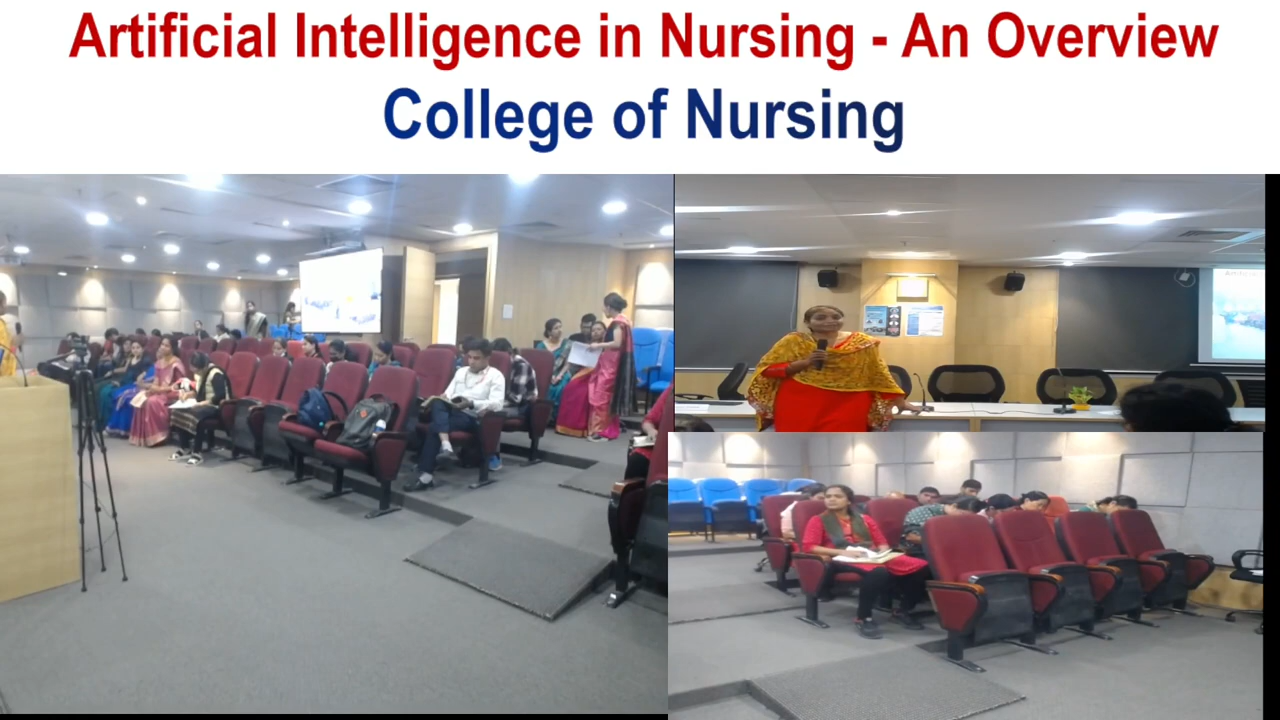 Artificial Intelligence in Nursing - An Overview
College of Nursing